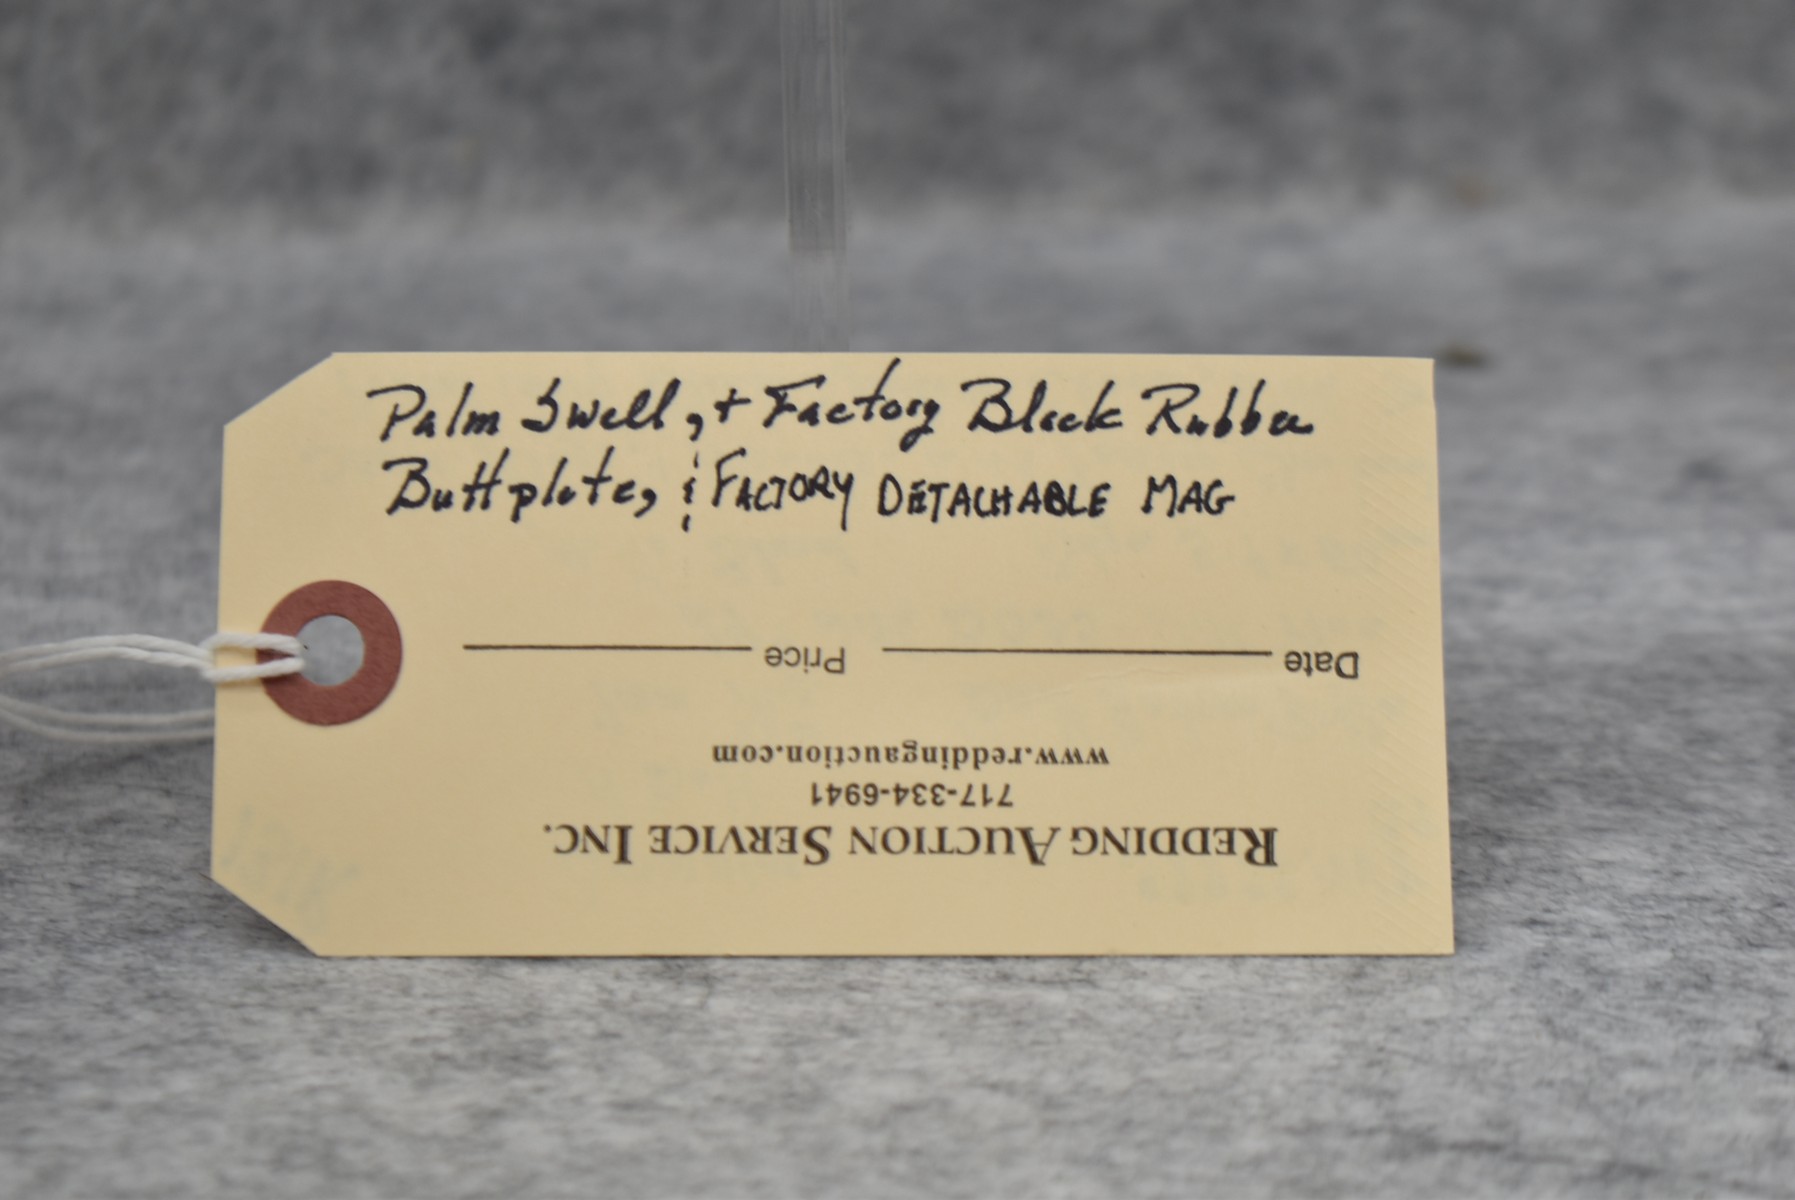 Palm Swell, + Factory Black Rubber
Buttplate, & FACTORY DETACHABLE MAG
Date Price
www.reddingauction.com
717-334-6941
REDDING AUCTION SERVICE INC.